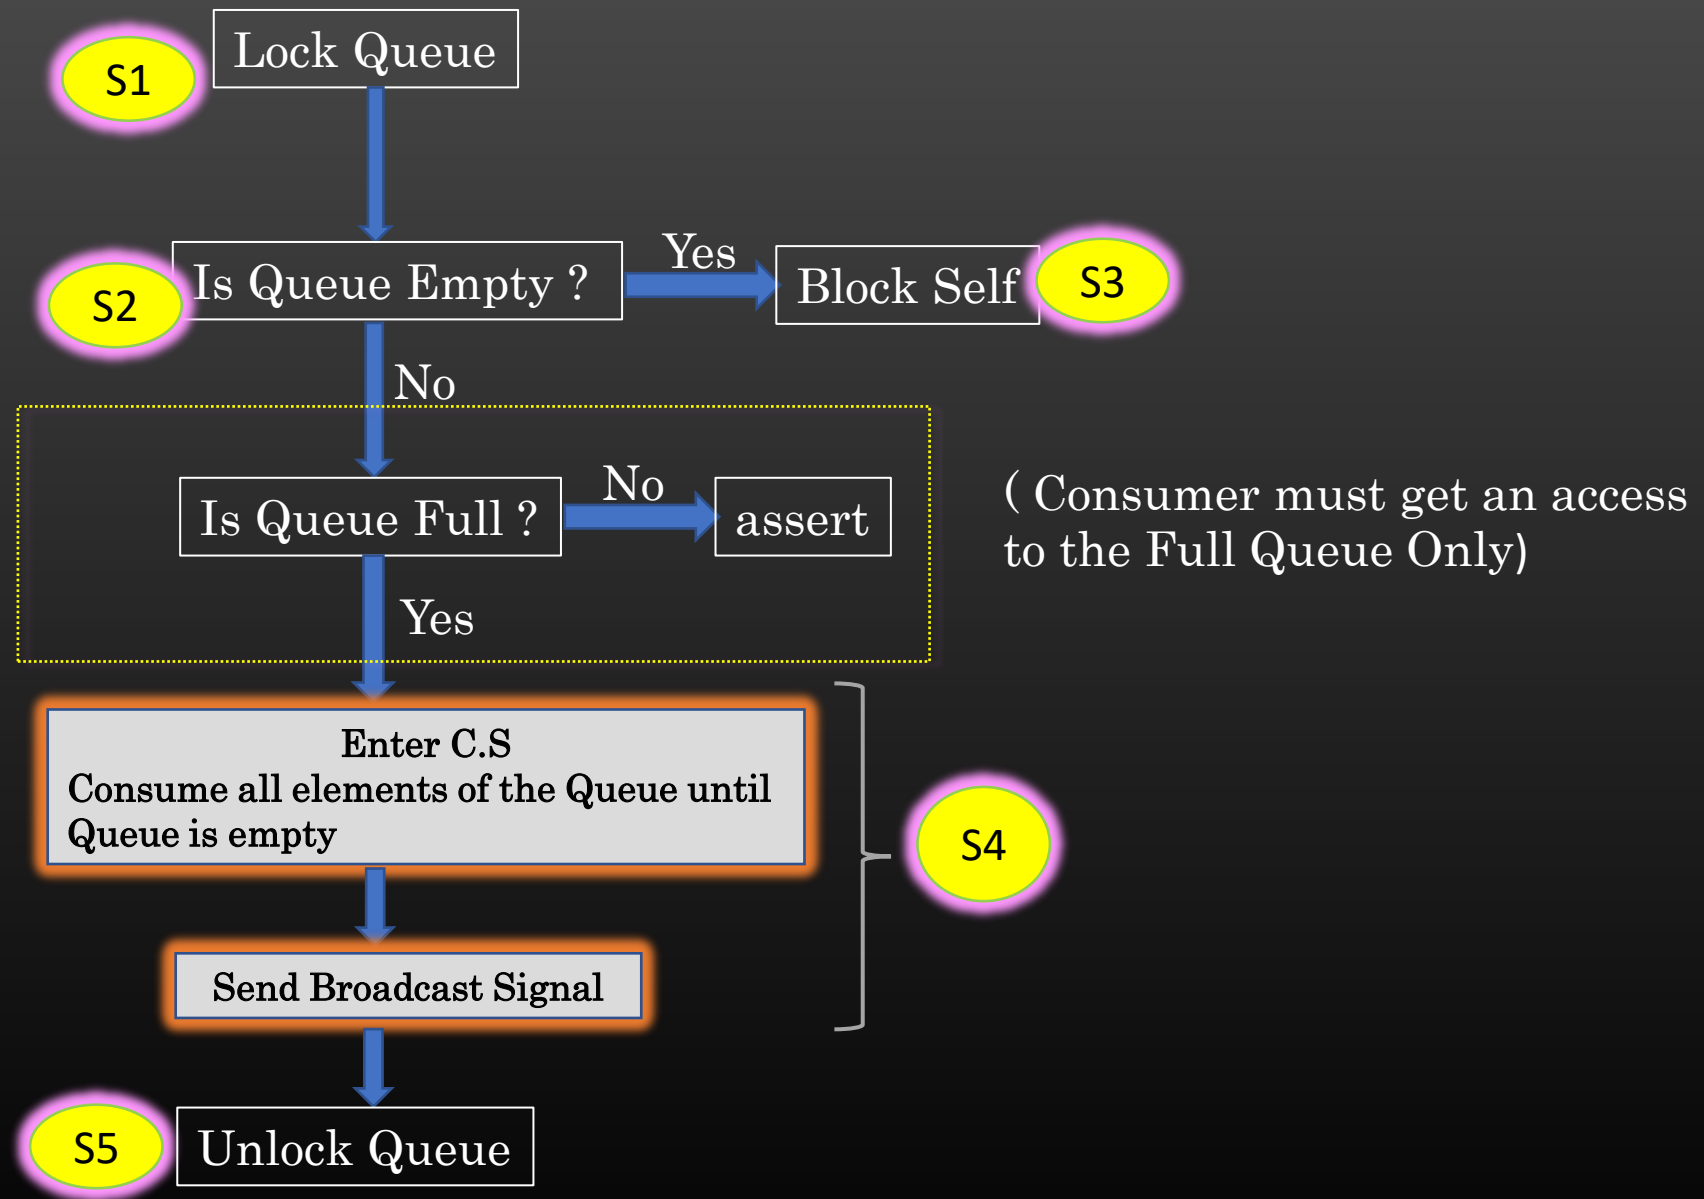 S1
Lock Queue
S2
Is Queue Empty ?
Yes
Block Self
S3
No
Is Queue Full ?
No
assert
( Consumer must get an access
to the Full Queue Only)
Yes
Enter C.S
Consume all elements of the Queue until
Queue is empty
S4
Send Broadcast Signal
S5
Unlock Queue